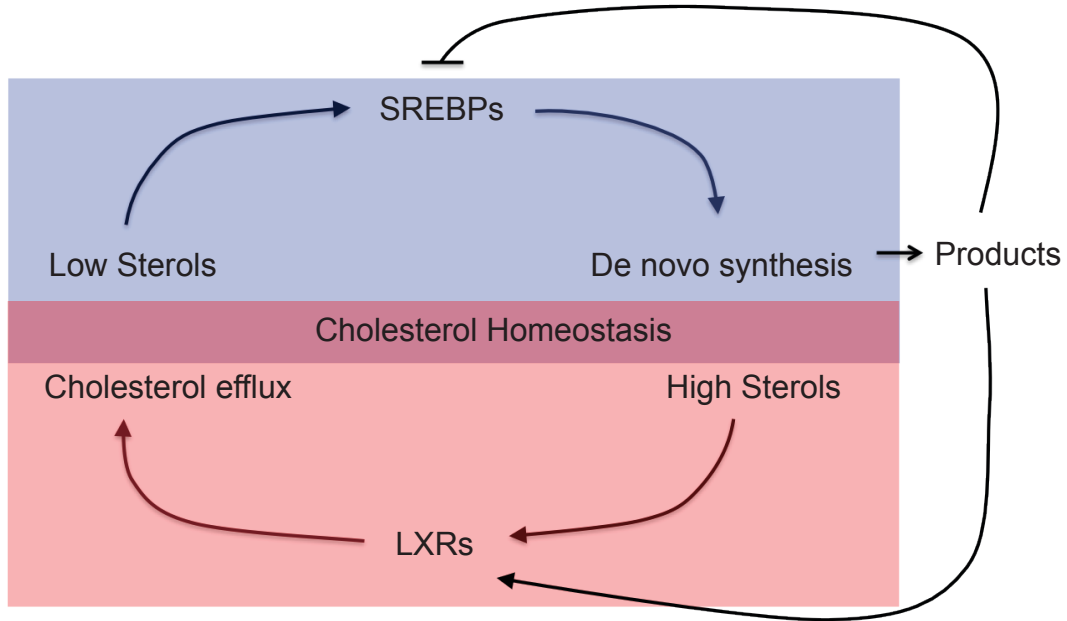 SREBPs
Low Sterols
De novo synthesis
Products
Cholesterol Homeostasis
Cholesterol efflux
High Sterols
LXRs